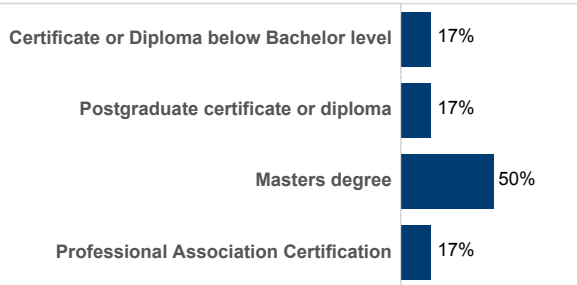 Certificate or Diploma below Bachelor level 17%
Postgraduate certificate or diploma 17%
Masters degree 50%
Professional Association Certification 17%